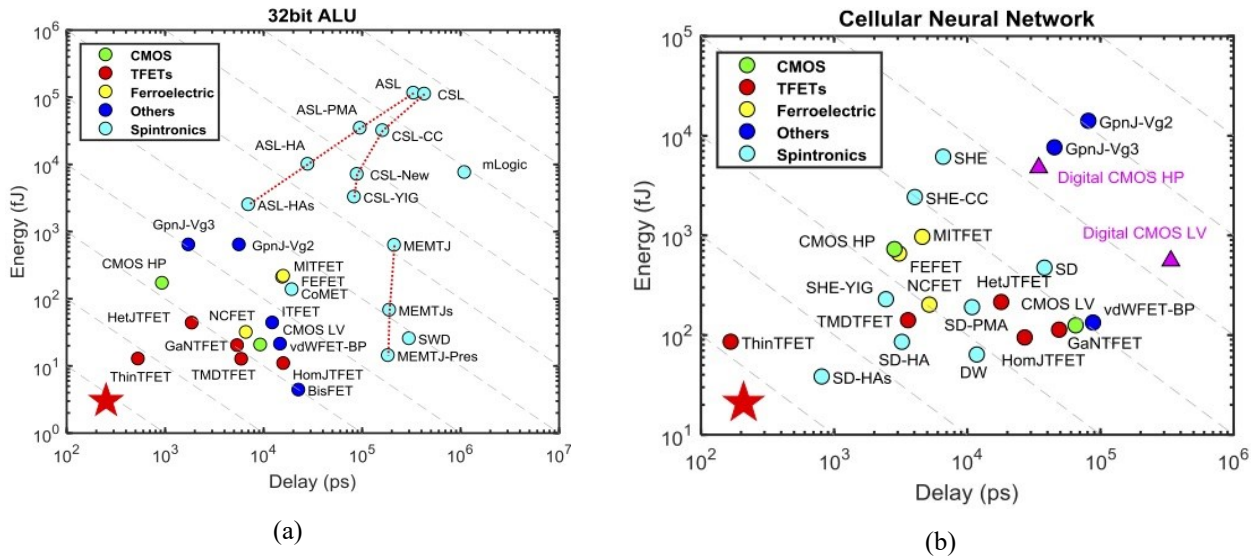 32bit ALU
10^6
10^5
10^4
10^3
10^2
10^1
10^0
Energy (fJ)
CMOS
TFETs
Ferroelectric
Others
Spintronics
ASL
CSL
ASL-PMA
CSL-CC
ASL-HA
mLogic
CSL-New
CSL-YIG
ASL-HAs
GpnJ-Vg3
GpnJ-Vg2
MEMTJ
CMOS HP
MITFET
FEFET
CoMET
HetJTFET
NCFET
ITFET
MEMTJs
CMOS LV
GaNTFET
vdWFET-BP
SWD
MEMTJ-Pres
ThinTFET
TMDTFET
HomJTFET
BisFET
10^2
10^3
10^4
10^5
10^6
10^7
Delay (ps)
(a)
Cellular Neural Network
10^5
10^4
10^3
10^2
10^1
Energy (fJ)
CMOS
TFETs
Ferroelectric
Others
Spintronics
GpnJ-Vg2
GpnJ-Vg3
SHE
Digital CMOS HP
SHE-CC
MITFET
CMOS HP
Digital CMOS LV
FEFET
SD
SHE-YIG
NCFET
HetJTFET
CMOS LV
vdWFET-BP
TMDTFET
SD-PMA
ThinTFET
GaNTFET
SD-HA
HomJTFET
DW
SD-HAs
10^2
10^3
10^4
10^5
10^6
Delay (ps)
(b)